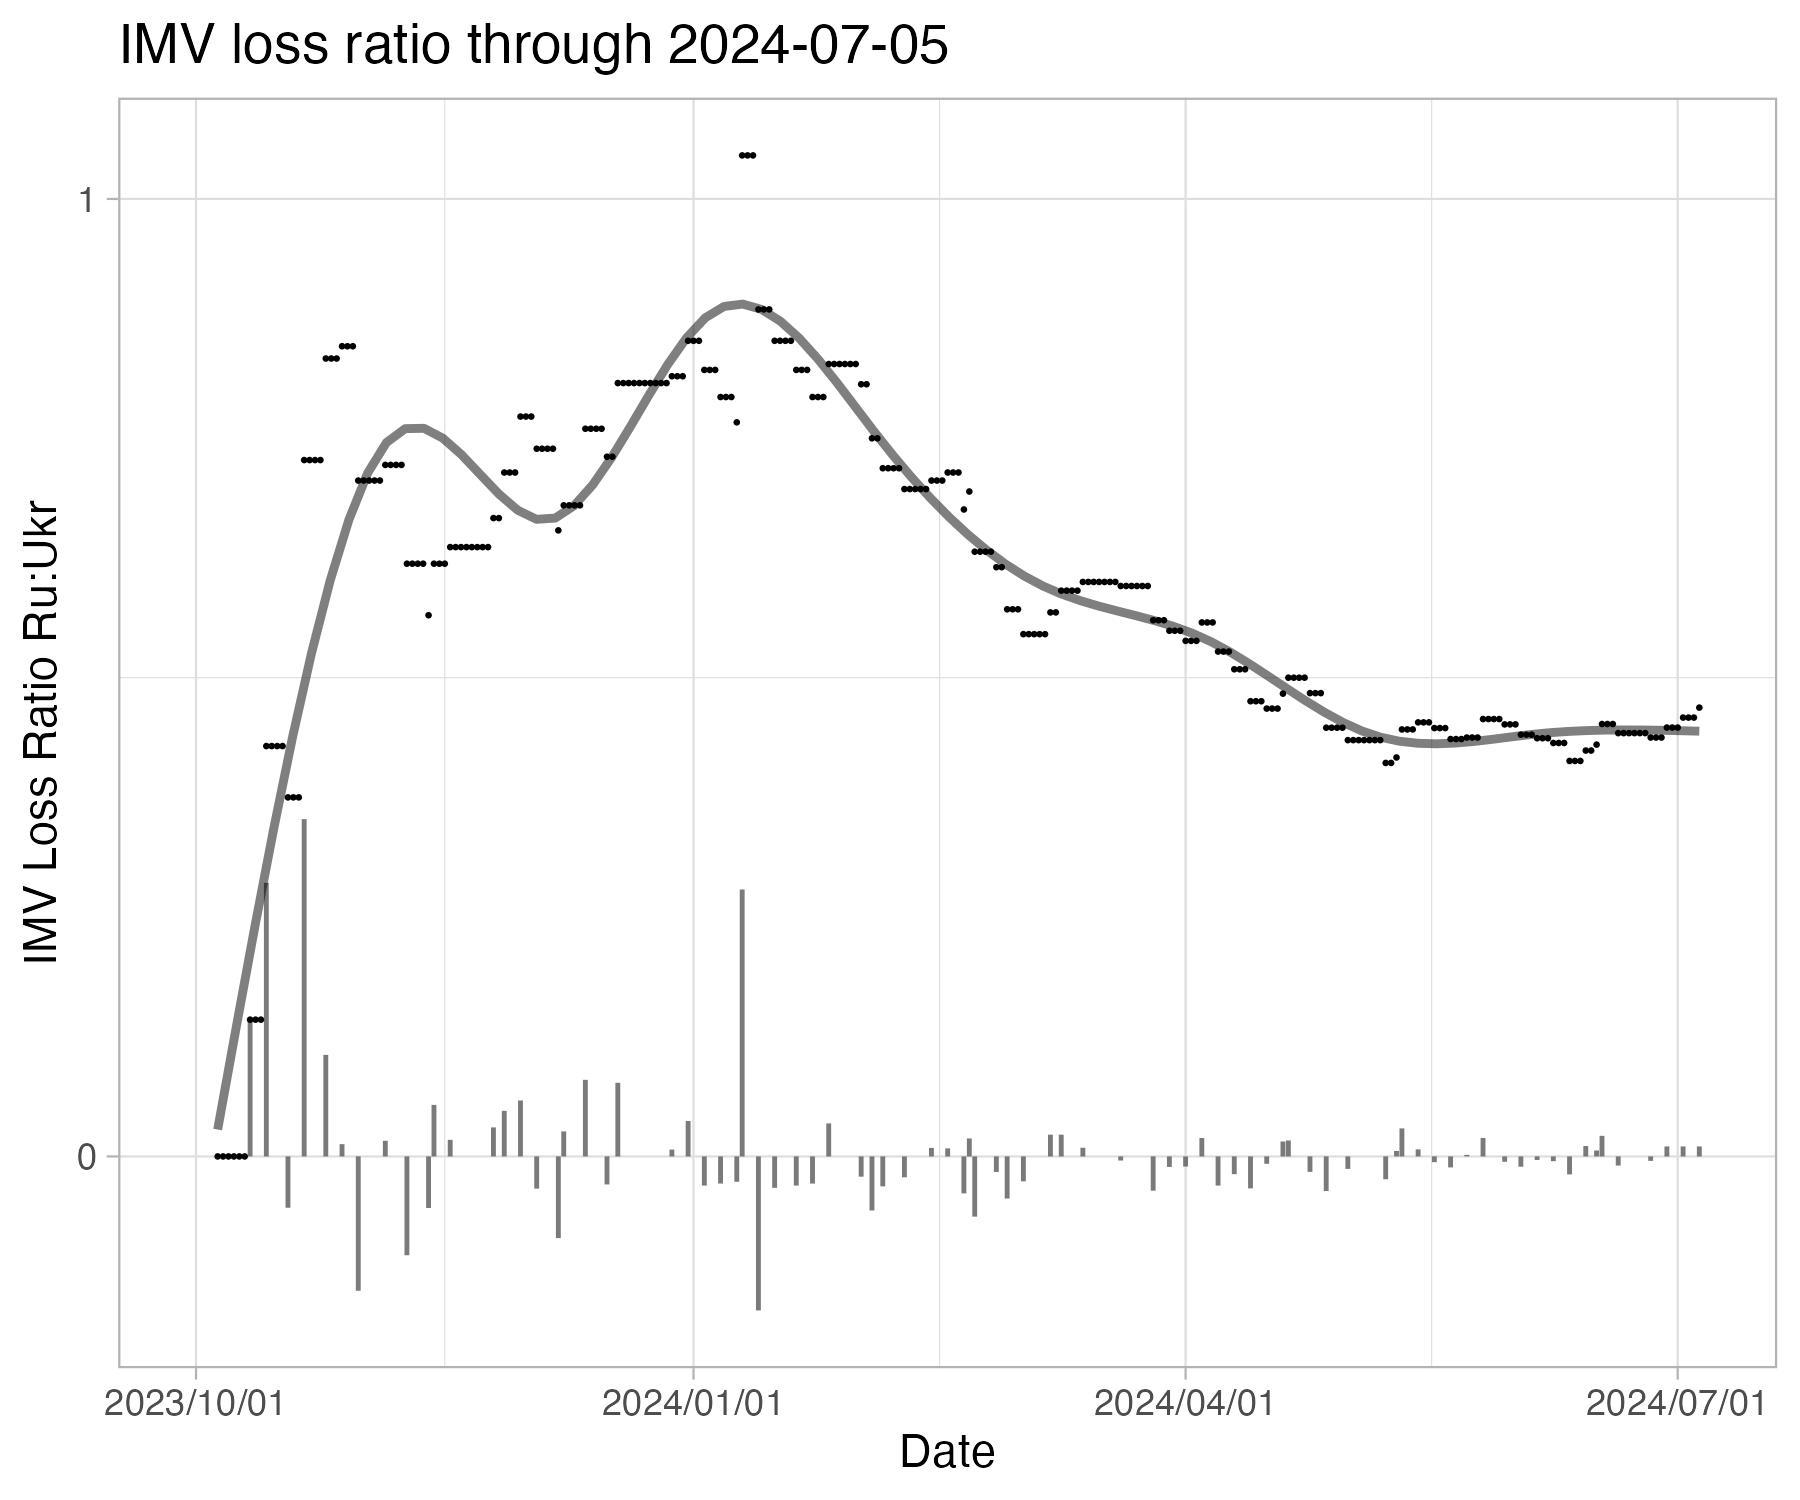 IMV loss ratio through 2024-07-05
IMV Loss Ratio Ru:Ukr
1
0
2023/10/01 2024/01/01 2024/04/01 2024/07/01
Date